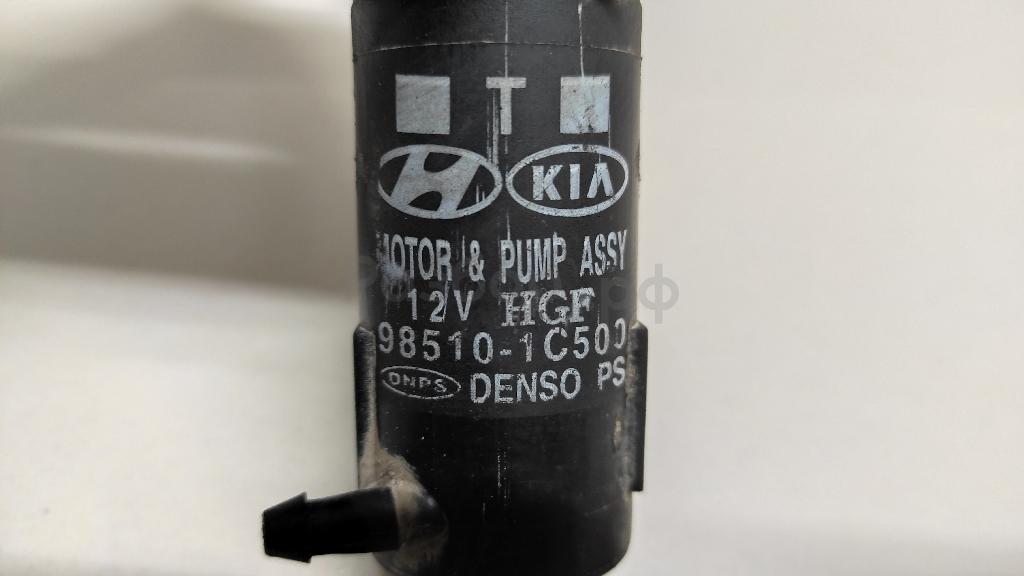 T
KIA
MOTOR & PUMP ASSY
12V HGF
98510-1C500
DNPS DENSO PS